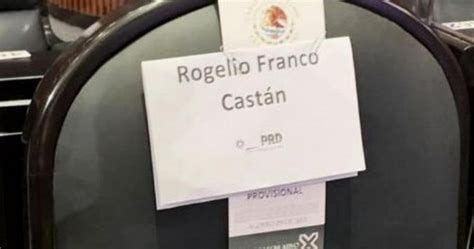 Rogelio Franco
Castán
PRD
PROVISIONAL